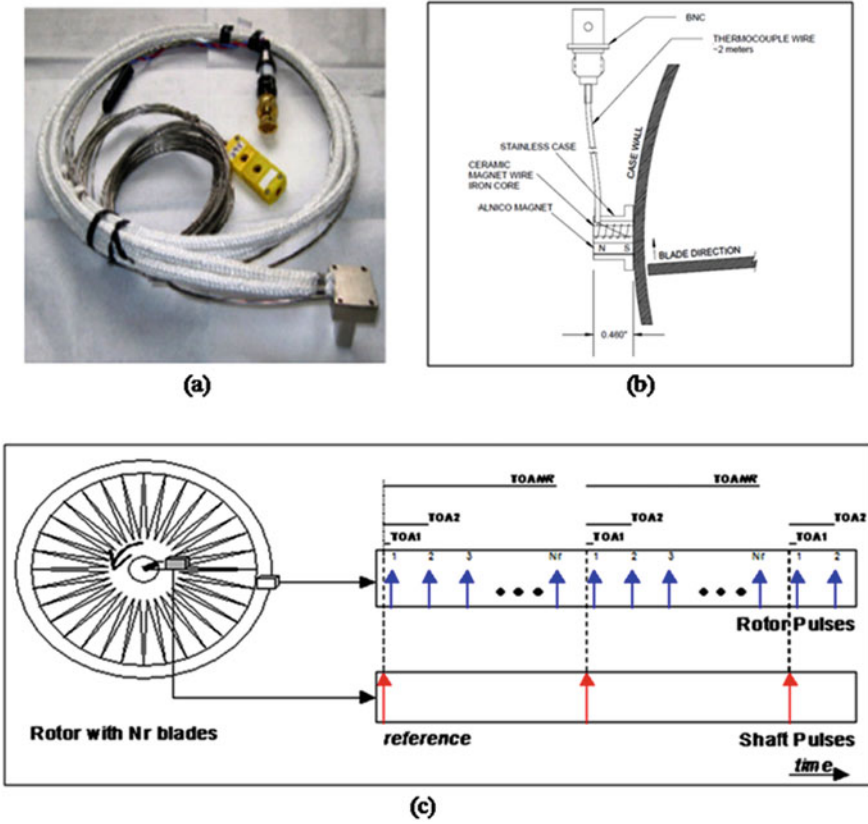 (a)
BNC
THERMOCUPLE WIRE
~2 meters
CASE WALL
STAINLESS CASE
CERAMIC
MAGNET WIRE
IRON CORE
ALNICO MAGNET
N S
BLADE DIRECTION
0.460"
(b)
TOANR TOANR
TOA2 TOA2 TOA2
TOA1 TOA1 TOA1
1 2 3 Nr 1 2 3 Nr 1 2
Rotor Pulses
Rotor with Nr blades
reference
Shaft Pulses
time
(c)